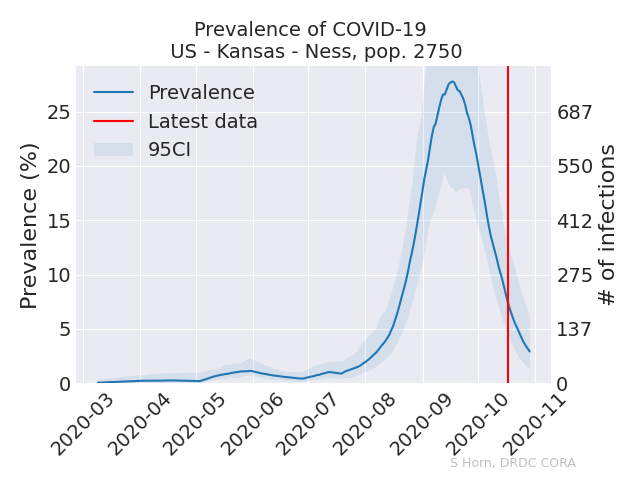 Prevalence of COVID-19
US - Kansas - Ness, pop. 2750
Prevalence
Latest data
95CI
Prevalence (%)
25
20
15
10
5
0
687
550
412
275
137
0
# of infections
2020-03
2020-04
2020-05
2020-06
2020-07
2020-08
2020-09
2020-10
2020-11
S Horn, DRDC CORA